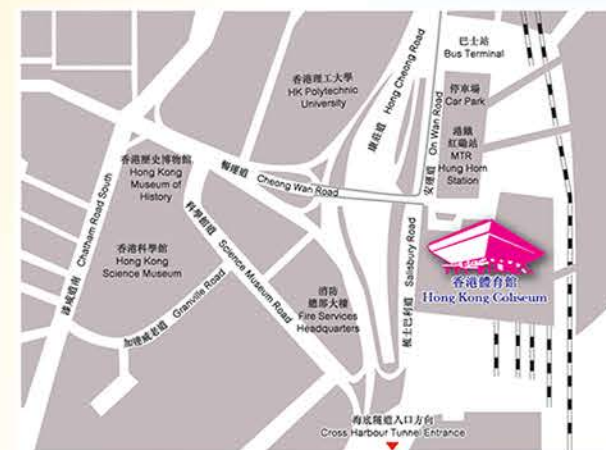 巴士站
Bus Terminal
香港理工大學
HK Polytechnic
University
康莊道 Hong Cheong Road
停車場
Car Park
安運道 On Wan Road
港鐵
紅磡站
MTR
Hung Hom
Station
香港歷史博物館
Hong Kong
Museum of
History
暢運道 Cheong Wan Road
漆咸道南 Chatham Road South
科學館道 Science Museum Road
香港科學館
Hong Kong
Science Museum
加連威老道 Granville Road
消防
總部大樓
Fire Services
Headquarters
梳士巴利道 Salisbury Road
香港體育館
Hong Kong Coliseum
海底隧道入口方向
Cross Harbour Tunnel Entrance